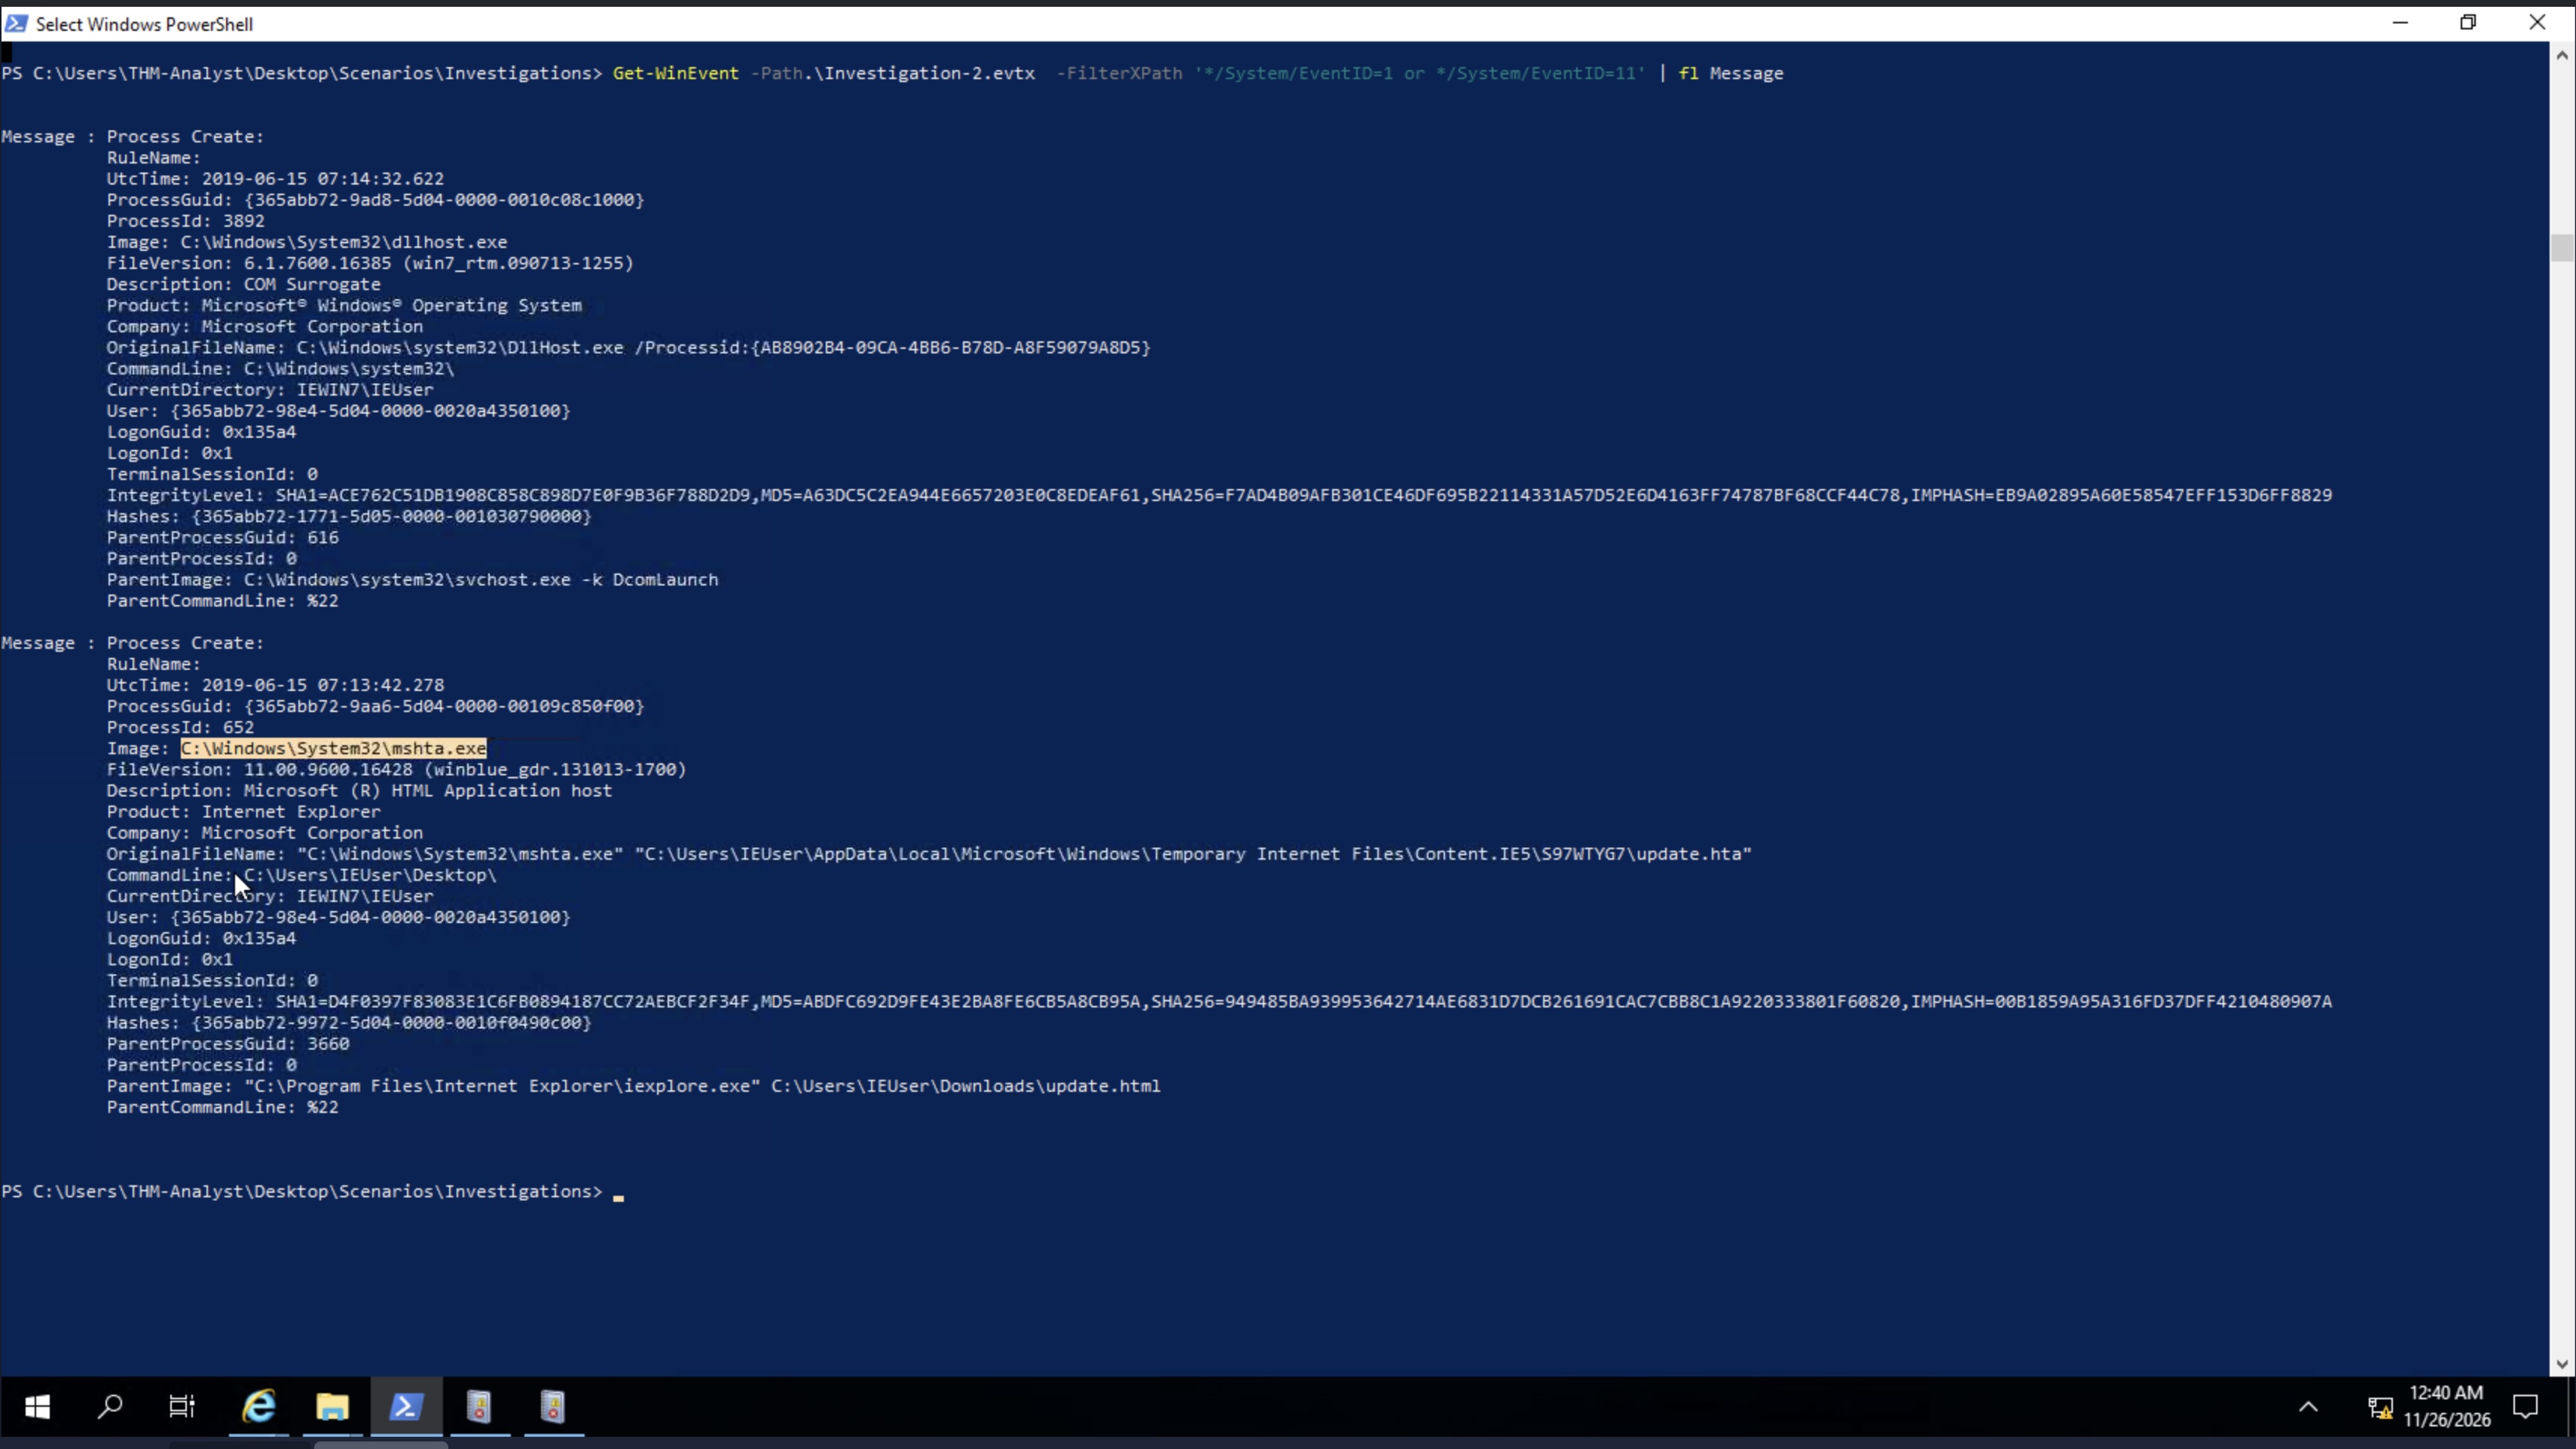 Select Windows PowerShell
PS C:\Users\THM-Analyst\Desktop\Scenarios\Investigations> Get-WinEvent -Path.\Investigation-2.evtx  -FilterXPath '*/System/EventID=1 or */System/EventID=11' | fl Message
Message : Process Create:
RuleName:
UtcTime: 2019-06-15 07:14:32.622
ProcessGuid: {365abb72-9ad8-5d04-0000-0010c08c1000}
ProcessId: 3892
Image: C:\Windows\System32\dllhost.exe
FileVersion: 6.1.7600.16385 (win7_rtm.090713-1255)
Description: COM Surrogate
Product: Microsoft® Windows® Operating System
Company: Microsoft Corporation
OriginalFileName: C:\Windows\system32\DllHost.exe /Processid:{AB8902B4-09CA-4BB6-B78D-A8F59079A8D5}
CommandLine: C:\Windows\system32\
CurrentDirectory: IEWIN7\IEUser
User: {365abb72-98e4-5d04-0000-0020a4350100}
LogonGuid: 0x135a4
LogonId: 0x1
TerminalSessionId: 0
IntegrityLevel: SHA1=ACE762C51DB1908C858C898D7E0F9B36F788D2D9,MD5=A63DC5C2EA944E6657203E0C8EDEAF61,SHA256=F7AD4B09AFB301CE46DF695B22114331A57D52E6D4163FF74787BF68CCF44C78,IMPHASH=EB9A02895A60E58547EFF153D6FF8829
Hashes: {365abb72-1771-5d05-0000-001030790000}
ParentProcessGuid: 616
ParentProcessId: 0
ParentImage: C:\Windows\system32\svchost.exe -k DcomLaunch
ParentCommandLine: %22
Message : Process Create:
RuleName:
UtcTime: 2019-06-15 07:13:42.278
ProcessGuid: {365abb72-9aa6-5d04-0000-00109c850f00}
ProcessId: 652
Image: C:\Windows\System32\mshta.exe
FileVersion: 11.00.9600.16428 (winblue_gdr.131013-1700)
Description: Microsoft (R) HTML Application host
Product: Internet Explorer
Company: Microsoft Corporation
OriginalFileName: "C:\Windows\System32\mshta.exe" "C:\Users\IEUser\AppData\Local\Microsoft\Windows\Temporary Internet Files\Content.IE5\S97WTYG7\update.hta"
CommandLine: C:\Users\IEUser\Desktop\
CurrentDirectory: IEWIN7\IEUser
User: {365abb72-98e4-5d04-0000-0020a4350100}
LogonGuid: 0x135a4
LogonId: 0x1
TerminalSessionId: 0
IntegrityLevel: SHA1=D4F0397F83083E1C6FB0894187CC72AEBCF2F34F,MD5=ABDFC692D9FE43E2BA8FE6CB5A8CB95A,SHA256=949485BA939953642714AE6831D7DCB261691CAC7CBB8C1A9220333801F60820,IMPHASH=00B1859A95A316FD37DFF4210480907A
Hashes: {365abb72-9972-5d04-0000-0010f0490c00}
ParentProcessGuid: 3660
ParentProcessId: 0
ParentImage: "C:\Program Files\Internet Explorer\iexplore.exe" C:\Users\IEUser\Downloads\update.html
ParentCommandLine: %22
PS C:\Users\THM-Analyst\Desktop\Scenarios\Investigations>
12:40 AM
11/26/2026